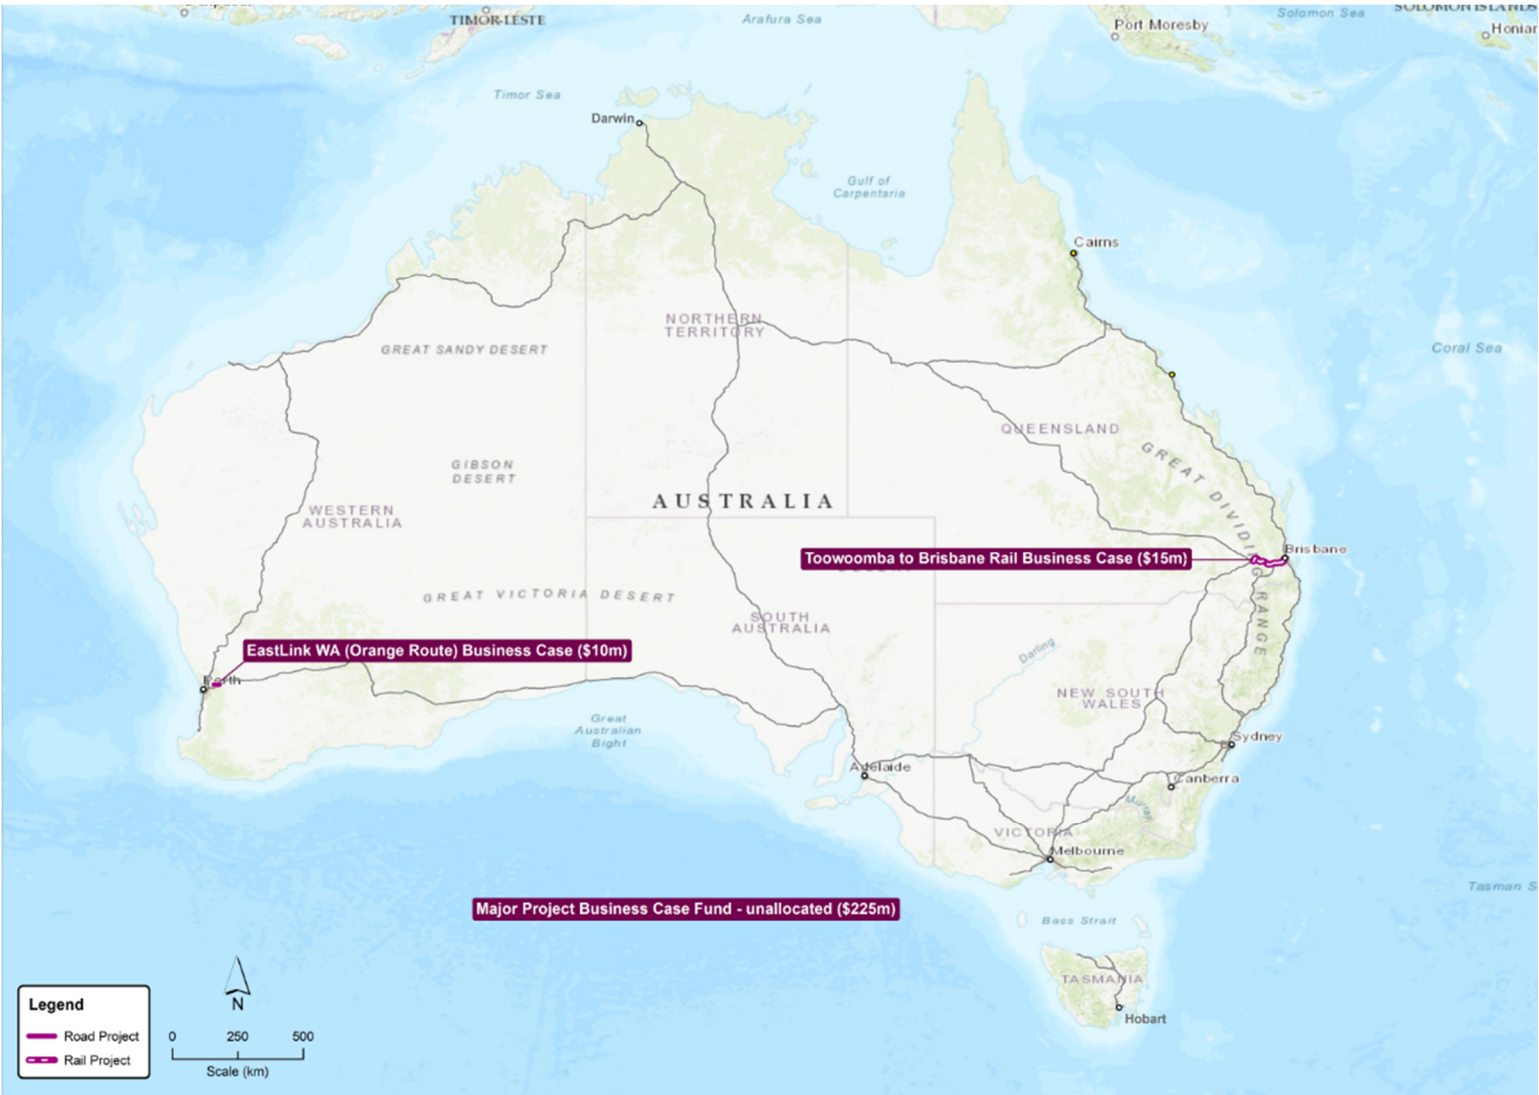 TIMOR-LESTE
Arafura Sea
Port Moresby
Solomon Sea
SOLOMON ISLANDS
Timor Sea
Darwin
Gulf of
Carpentaria
Cairns
NORTHERN
TERRITORY
GREAT SANDY DESERT
Coral Sea
QUEENSLAND
GREAT DIVIDING RANGE
GIBSON
DESERT
AUSTRALIA
WESTERN
AUSTRALIA
Brisbane
Toowoomba to Brisbane Rail Business Case ($15m)
GREAT VICTORIA DESERT
SOUTH
AUSTRALIA
EastLink WA (Orange Route) Business Case ($10m)
Darling
Perth
NEW SOUTH
WALES
Great
Australian
Bight
Sydney
Adelaide
Canberra
Murray
VICTORIA
Melbourne
Tasman S
Major Project Business Case Fund - unallocated ($225m)
Bass Strait
TASMANIA
Hobart
N
Legend
Road Project
Rail Project
0 250 500
Scale (km)